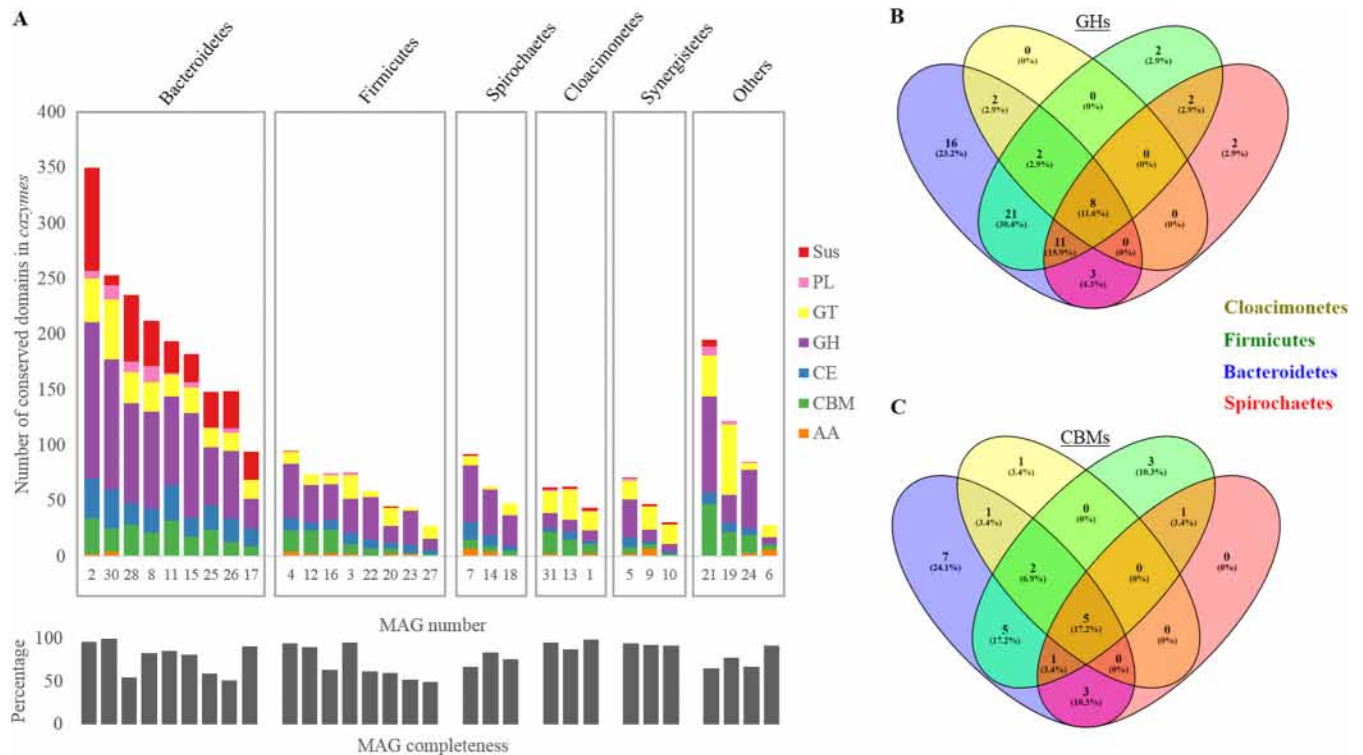 A
Bacteroidetes
Firmicutes
Spirochaetes
Cloacimonetes
Synergistetes
Others
Number of conserved domains in cazymes
400
350
300
250
200
150
100
50
0
2 30 28 8 11 15 25 26 17
4 12 16 3 22 20 23 27
7 14 18
31 13 1
5 9 10
21 19 24 6
MAG number
Sus
PL
GT
GH
CE
CBM
AA
Percentage
100
50
0
MAG completeness
B
GHs
0
(0%)
2
(2.9%)
2
(2.9%)
0
(0%)
2
(2.9%)
16
(23.2%)
2
(2.9%)
0
(0%)
2
(2.9%)
21
(30.4%)
8
(11.6%)
0
(0%)
11
(15.9%)
0
(0%)
3
(4.3%)
Cloacimonetes
Firmicutes
Bacteroidetes
Spirochaetes
C
CBMs
1
(3.4%)
3
(10.3%)
1
(3.4%)
0
(0%)
1
(3.4%)
7
(24.1%)
2
(6.9%)
0
(0%)
0
(0%)
5
(17.2%)
5
(17.2%)
0
(0%)
1
(3.4%)
0
(0%)
3
(10.3%)